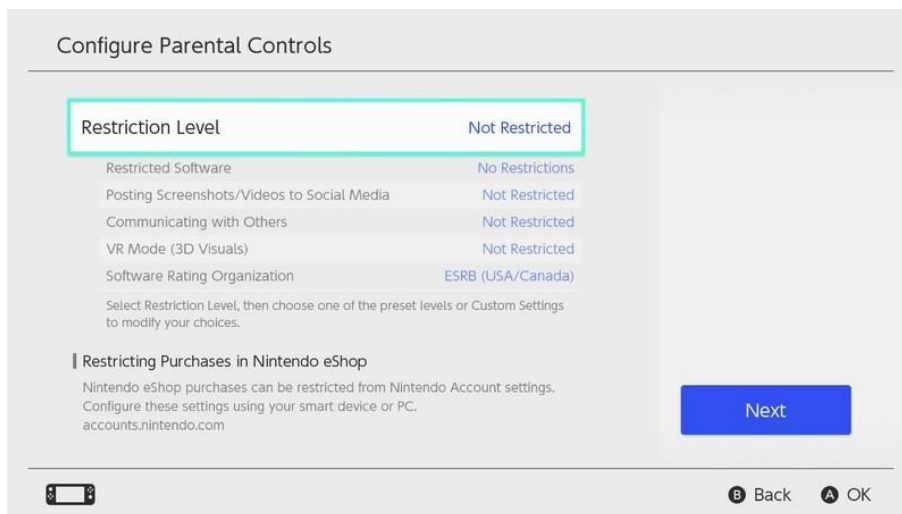 Configure Parental Controls
Restriction Level Not Restricted
Restricted Software No Restrictions
Posting Screenshots/Videos to Social Media Not Restricted
Communicating with Others Not Restricted
VR Mode (3D Visuals) Not Restricted
Software Rating Organization ESRB (USA/Canada)
Select Restriction Level, then choose one of the preset levels or Custom Settings
to modify your choices.
Restricting Purchases in Nintendo eShop
Nintendo eShop purchases can be restricted from Nintendo Account settings.
Configure these settings using your smart device or PC.
accounts.nintendo.com
Next
B Back A OK